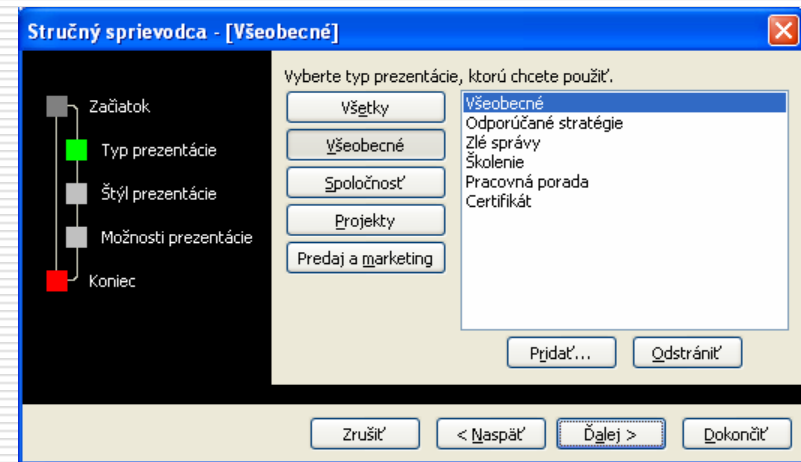 Stručný sprievodca - [Všeobecné]
Vyberte typ prezentácie, ktorú chcete použiť.
Začiatok
Typ prezentácie
Štýl prezentácie
Možnosti prezentácie
Koniec
Všetky
Všeobecné
Spoločnosť
Projekty
Predaj a marketing
Všeobecné
Odporúčané stratégie
Zlé správy
Školenie
Pracovná porada
Certifikát
Pridať...
Odstrániť
Zrušiť
< Naspäť
Ďalej >
Dokončiť